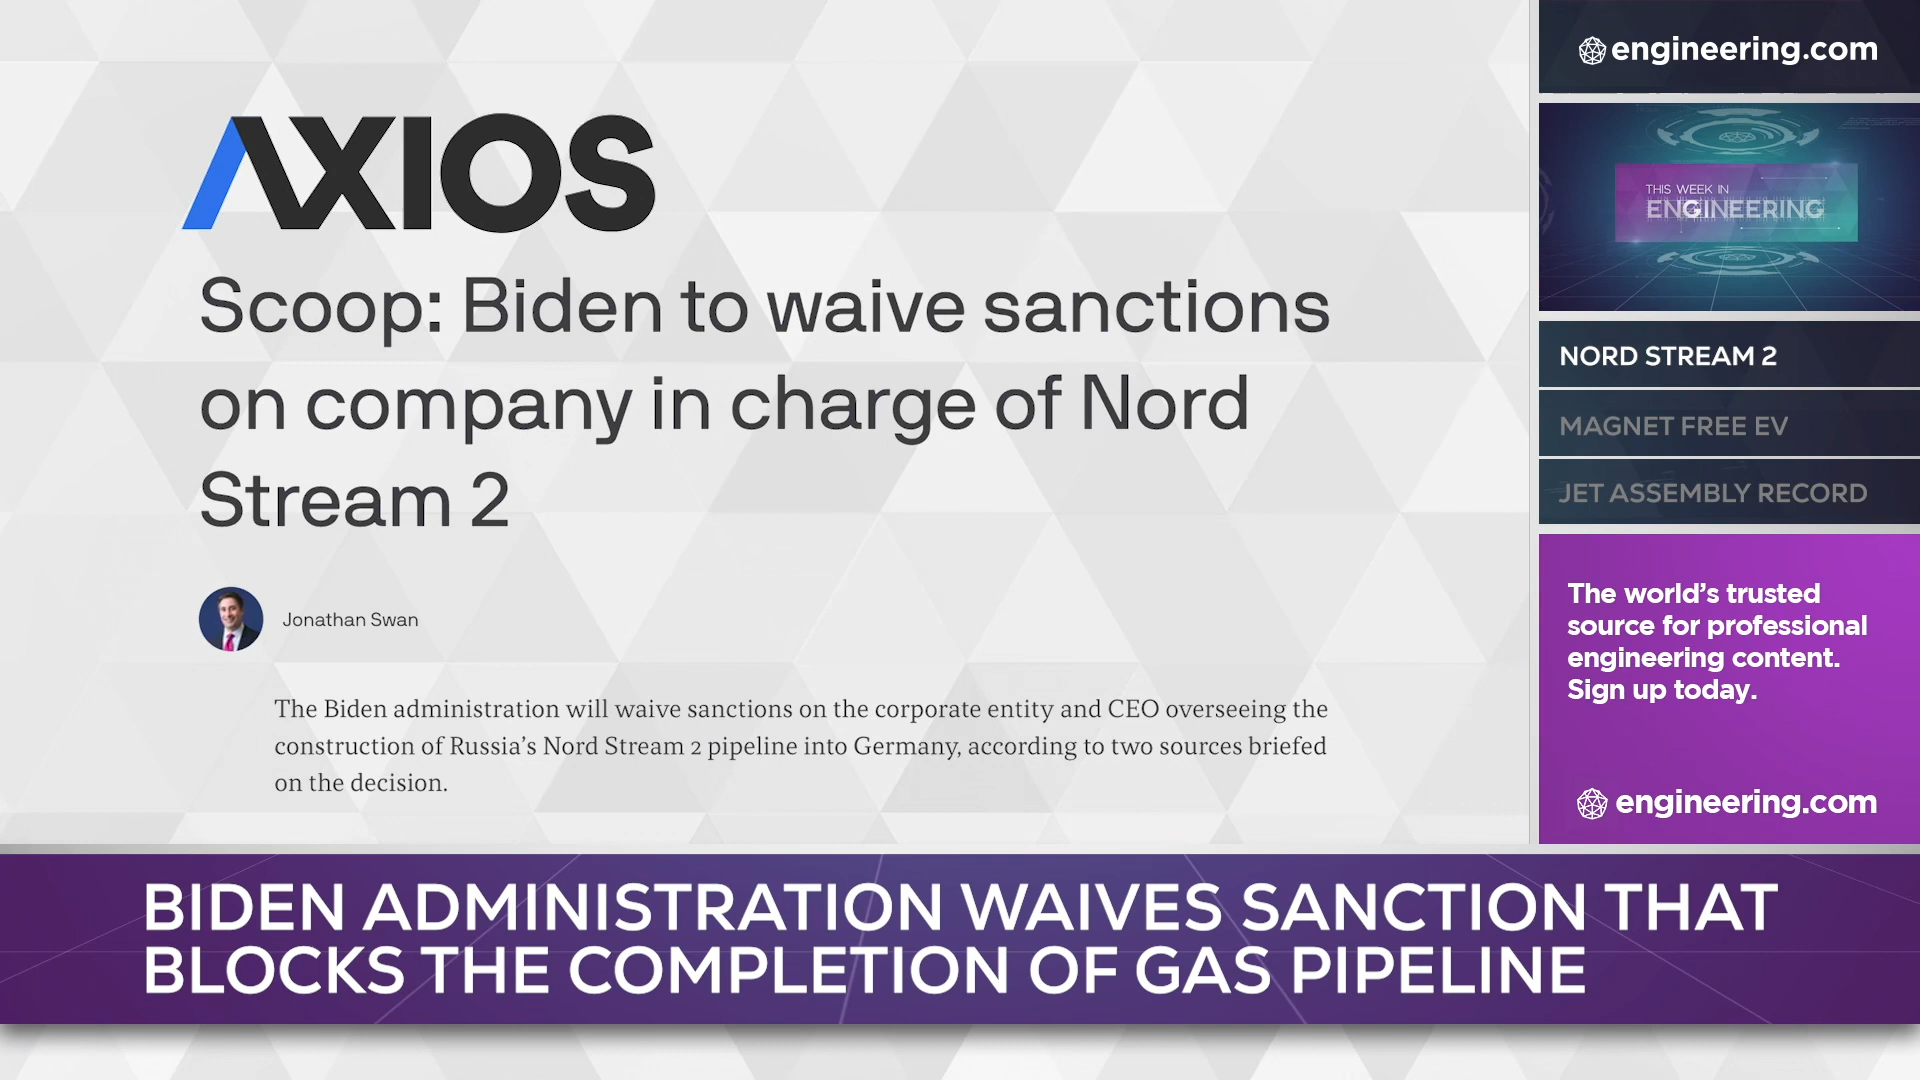 AXIOS
Scoop: Biden to waive sanctions
on company in charge of Nord
Stream 2
Jonathan Swan
The Biden administration will waive sanctions on the corporate entity and CEO overseeing the
construction of Russia’s Nord Stream 2 pipeline into Germany, according to two sources briefed
on the decision.
engineering.com
THIS WEEK IN
ENGINEERING
NORD STREAM 2
MAGNET FREE EV
JET ASSEMBLY RECORD
The world’s trusted
source for professional
engineering content.
Sign up today.
engineering.com
BIDEN ADMINISTRATION WAIVES SANCTION THAT
BLOCKS THE COMPLETION OF GAS PIPELINE